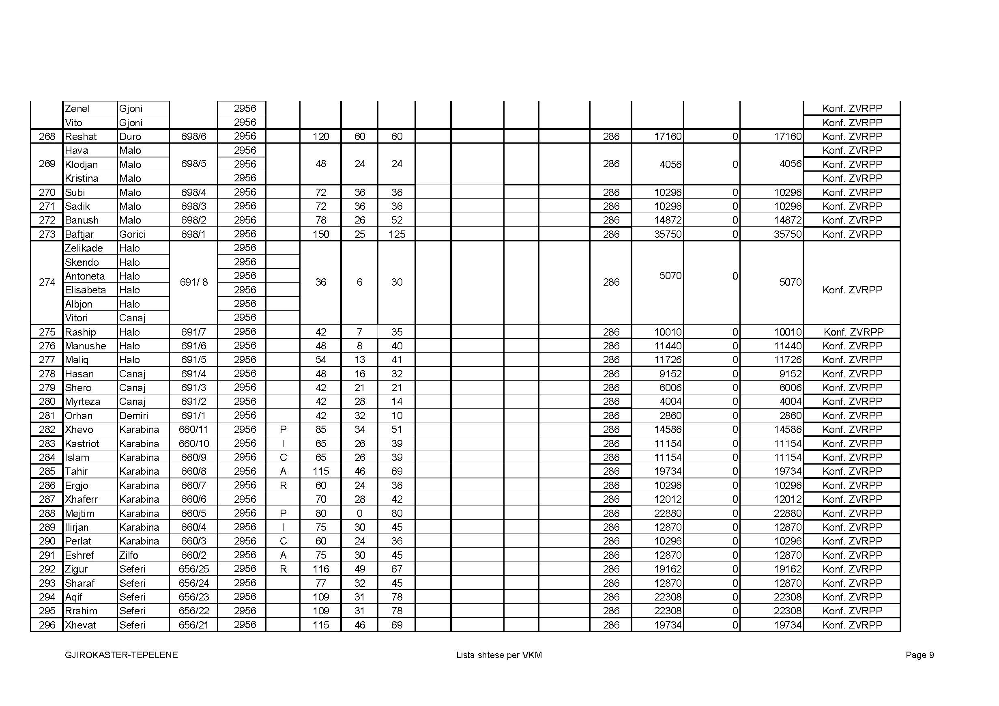 Zenel Gjoni 2956 Konf. ZVRPP
Vito Gjoni 2956 Konf. ZVRPP
268 Reshat Duro 698/6 2956 120 60 60 286 17160 0 17160 Konf. ZVRPP
Hava Malo 2956 Konf. ZVRPP
269 Klodjan Malo 698/5 2956 48 24 24 286 4056 0 4056 Konf. ZVRPP
Kristina Malo 2956 Konf. ZVRPP
270 Subi Malo 698/4 2956 72 36 36 286 10296 0 10296 Konf. ZVRPP
271 Sadik Malo 698/3 2956 72 36 36 286 10296 0 10296 Konf. ZVRPP
272 Banush Malo 698/2 2956 78 26 52 286 14872 0 14872 Konf. ZVRPP
273 Baftjar Gorici 698/1 2956 150 25 125 286 35750 0 35750 Konf. ZVRPP
Zelikade Halo 2956
Skendo Halo 2956
Antoneta Halo 2956 5070 0
274 691/ 8 36 6 30 286 5070
Elisabeta Halo 2956 Konf. ZVRPP
Albjon Halo 2956
Vitori Canaj 2956
275 Raship Halo 691/7 2956 42 7 35 286 10010 0 10010 Konf. ZVRPP
276 Manushe Halo 691/6 2956 48 8 40 286 11440 0 11440 Konf. ZVRPP
277 Maliq Halo 691/5 2956 54 13 41 286 11726 0 11726 Konf. ZVRPP
278 Hasan Canaj 691/4 2956 48 16 32 286 9152 0 9152 Konf. ZVRPP
279 Shero Canaj 691/3 2956 42 21 21 286 6006 0 6006 Konf. ZVRPP
280 Myrteza Canaj 691/2 2956 42 28 14 286 4004 0 4004 Konf. ZVRPP
281 Orhan Demiri 691/1 2956 42 32 10 286 2860 0 2860 Konf. ZVRPP
282 Xhevo Karabina 660/11 2956 P 85 34 51 286 14586 0 14586 Konf. ZVRPP
283 Kastriot Karabina 660/10 2956 I 65 26 39 286 11154 0 11154 Konf. ZVRPP
284 Islam Karabina 660/9 2956 C 65 26 39 286 11154 0 11154 Konf. ZVRPP
285 Tahir Karabina 660/8 2956 A 115 46 69 286 19734 0 19734 Konf. ZVRPP
286 Ergjo Karabina 660/7 2956 R 60 24 36 286 10296 0 10296 Konf. ZVRPP
287 Xhaferr Karabina 660/6 2956 70 28 42 286 12012 0 12012 Konf. ZVRPP
288 Mejtim Karabina 660/5 2956 P 80 0 80 286 22880 0 22880 Konf. ZVRPP
289 Ilirjan Karabina 660/4 2956 I 75 30 45 286 12870 0 12870 Konf. ZVRPP
290 Perlat Karabina 660/3 2956 C 60 24 36 286 10296 0 10296 Konf. ZVRPP
291 Eshref Zilfo 660/2 2956 A 75 30 45 286 12870 0 12870 Konf. ZVRPP
292 Zigur Seferi 656/25 2956 R 116 49 67 286 19162 0 19162 Konf. ZVRPP
293 Sharaf Seferi 656/24 2956 77 32 45 286 12870 0 12870 Konf. ZVRPP
294 Aqif Seferi 656/23 2956 109 31 78 286 22308 0 22308 Konf. ZVRPP
295 Rrahim Seferi 656/22 2956 109 31 78 286 22308 0 22308 Konf. ZVRPP
296 Xhevat Seferi 656/21 2956 115 46 69 286 19734 0 19734 Konf. ZVRPP
GJIROKASTER-TEPELENE Lista shtese per VKM Page 9